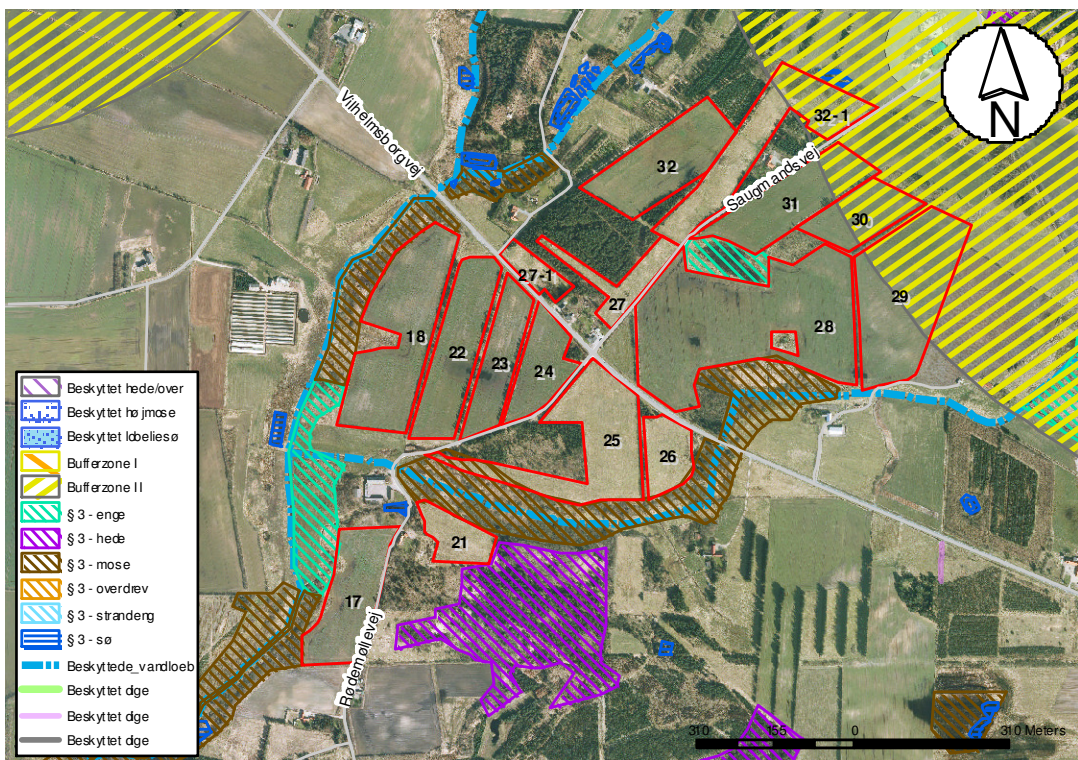 N
Vilhelmsborgvej
Saugmandsvej
32-1
32
31
30
29
27-1
27
28
18
22
23
24
25
26
21
17
Rødemøllevej
Beskyttet hede/over
Beskyttet højmose
Beskyttet lobeliesø
Bufferzone I
Bufferzone II
§ 3 - enge
§ 3 - hede
§ 3 - mose
§ 3 - overdrev
§ 3 - strandeng
§ 3 - sø
Beskyttede_vandloeb
Beskyttet dige
Beskyttet dige
Beskyttet dige
310 155 0 310 Meters